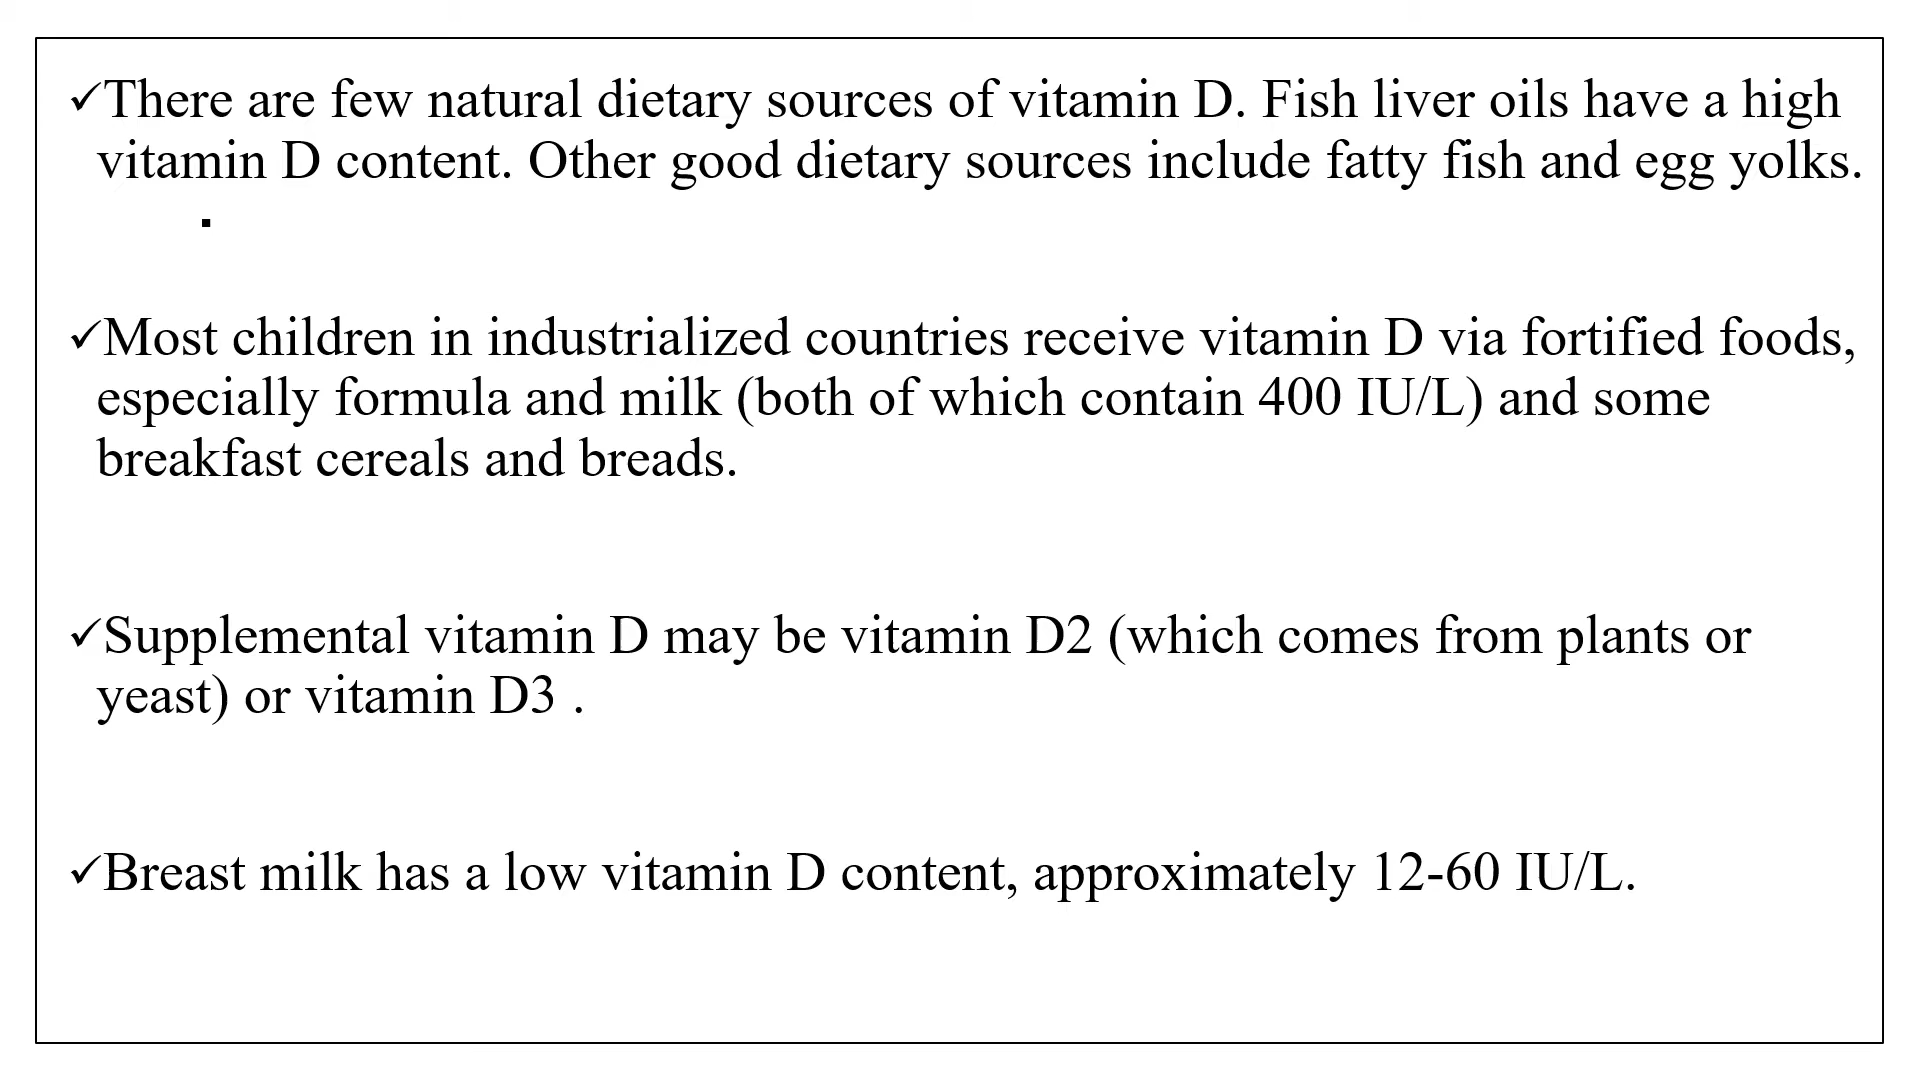 ✓There are few natural dietary sources of vitamin D. Fish liver oils have a high
vitamin D content. Other good dietary sources include fatty fish and egg yolks.
▪
✓Most children in industrialized countries receive vitamin D via fortified foods,
especially formula and milk (both of which contain 400 IU/L) and some
breakfast cereals and breads.
✓Supplemental vitamin D may be vitamin D2 (which comes from plants or
yeast) or vitamin D3 .
✓Breast milk has a low vitamin D content, approximately 12-60 IU/L.